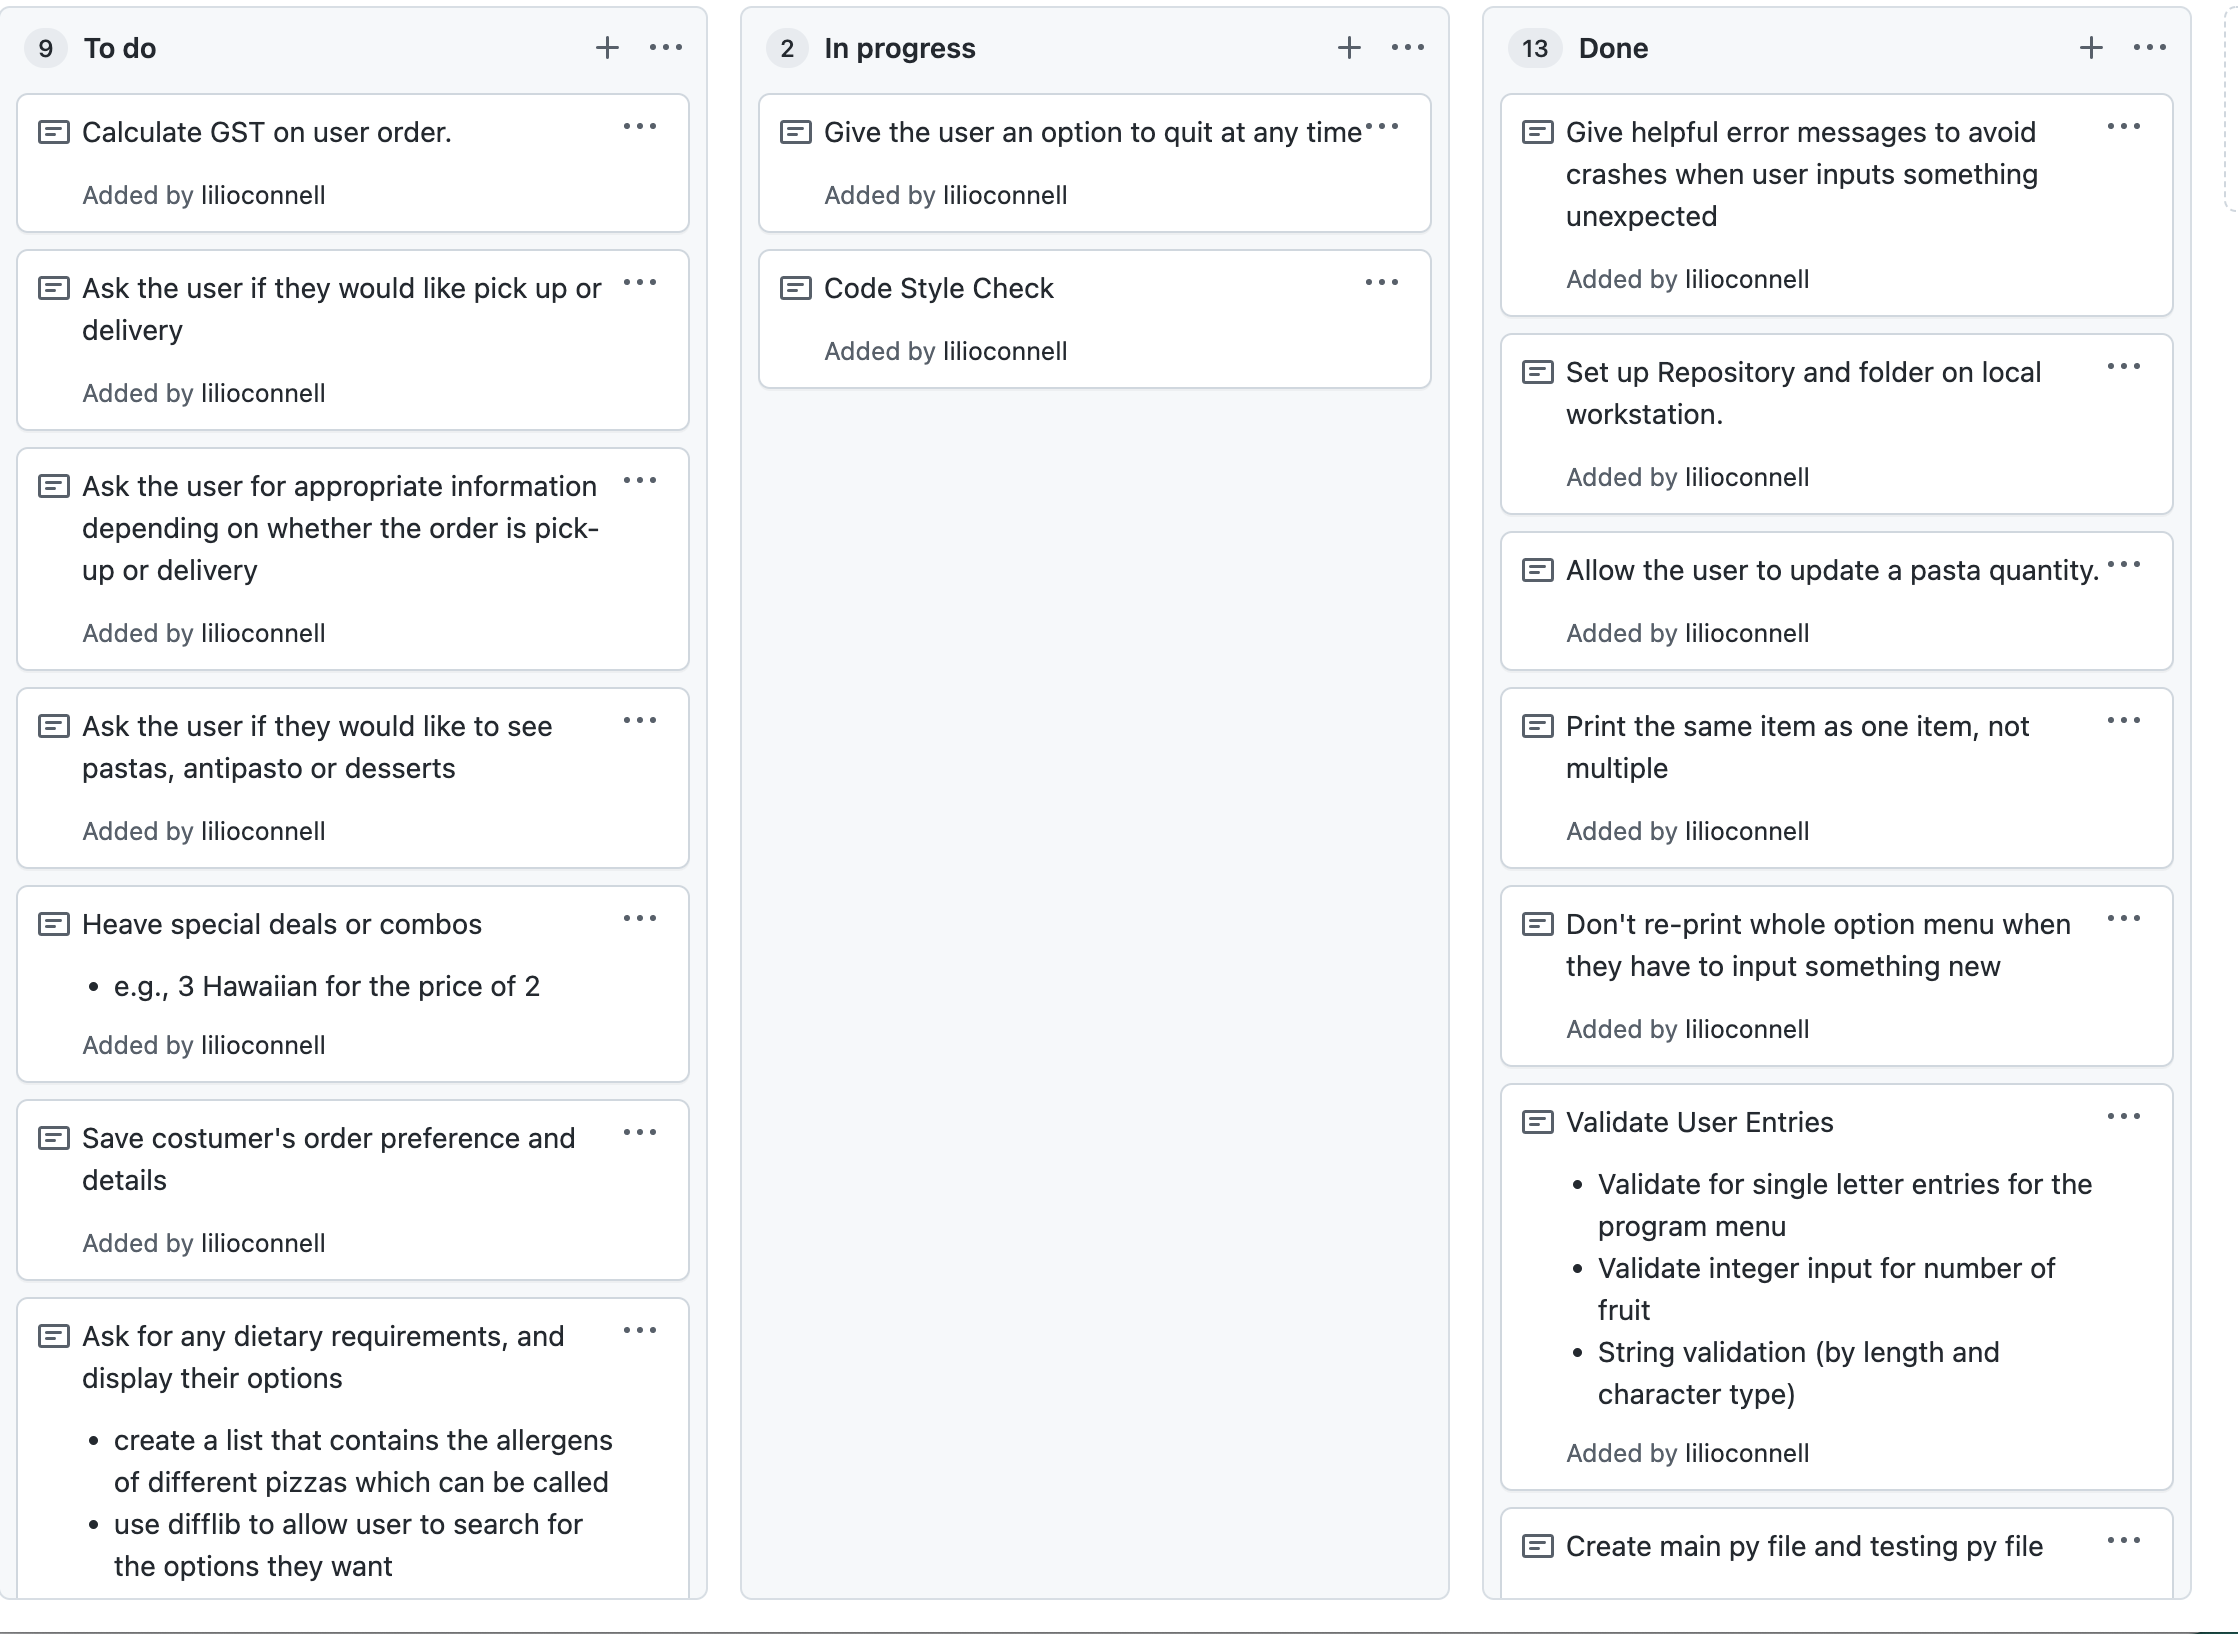 9 To do
Calculate GST on user order.
Added by lilioconnell
Ask the user if they would like pick up or
delivery
Added by lilioconnell
Ask the user for appropriate information
depending on whether the order is pick-
up or delivery
Added by lilioconnell
Ask the user if they would like to see
pastas, antipasto or desserts
Added by lilioconnell
Heave special deals or combos
• e.g., 3 Hawaiian for the price of 2
Added by lilioconnell
Save costumer's order preference and
details
Added by lilioconnell
Ask for any dietary requirements, and
display their options
• create a list that contains the allergens
of different pizzas which can be called
• use difflib to allow user to search for
the options they want
2 In progress
Give the user an option to quit at any time
Added by lilioconnell
Code Style Check
Added by lilioconnell
13 Done
Give helpful error messages to avoid
crashes when user inputs something
unexpected
Added by lilioconnell
Set up Repository and folder on local
workstation.
Added by lilioconnell
Allow the user to update a pasta quantity.
Added by lilioconnell
Print the same item as one item, not
multiple
Added by lilioconnell
Don't re-print whole option menu when
they have to input something new
Added by lilioconnell
Validate User Entries
• Validate for single letter entries for the
program menu
• Validate integer input for number of
fruit
• String validation (by length and
character type)
Added by lilioconnell
Create main py file and testing py file